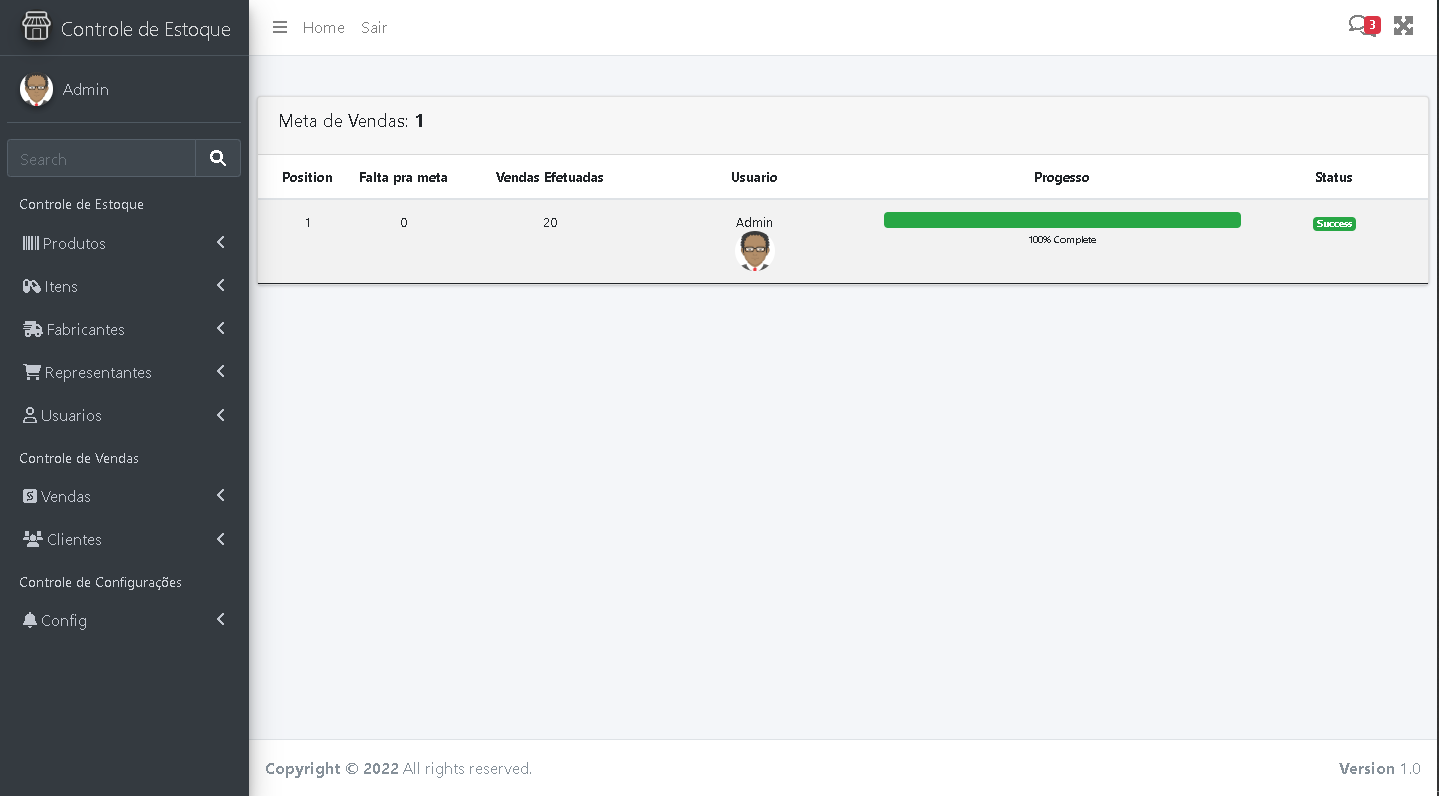 Controle de Estoque
Home Sair
3
Admin
Search
Controle de Estoque
Produtos
Itens
Fabricantes
Representantes
Usuarios
Controle de Vendas
Vendas
Clientes
Controle de Configurações
Config
Meta de Vendas: 1
Position Falta pra meta Vendas Efetuadas Usuario Progesso Status
1 0 20 Admin Success
100% Complete
Copyright © 2022 All rights reserved. Version 1.0